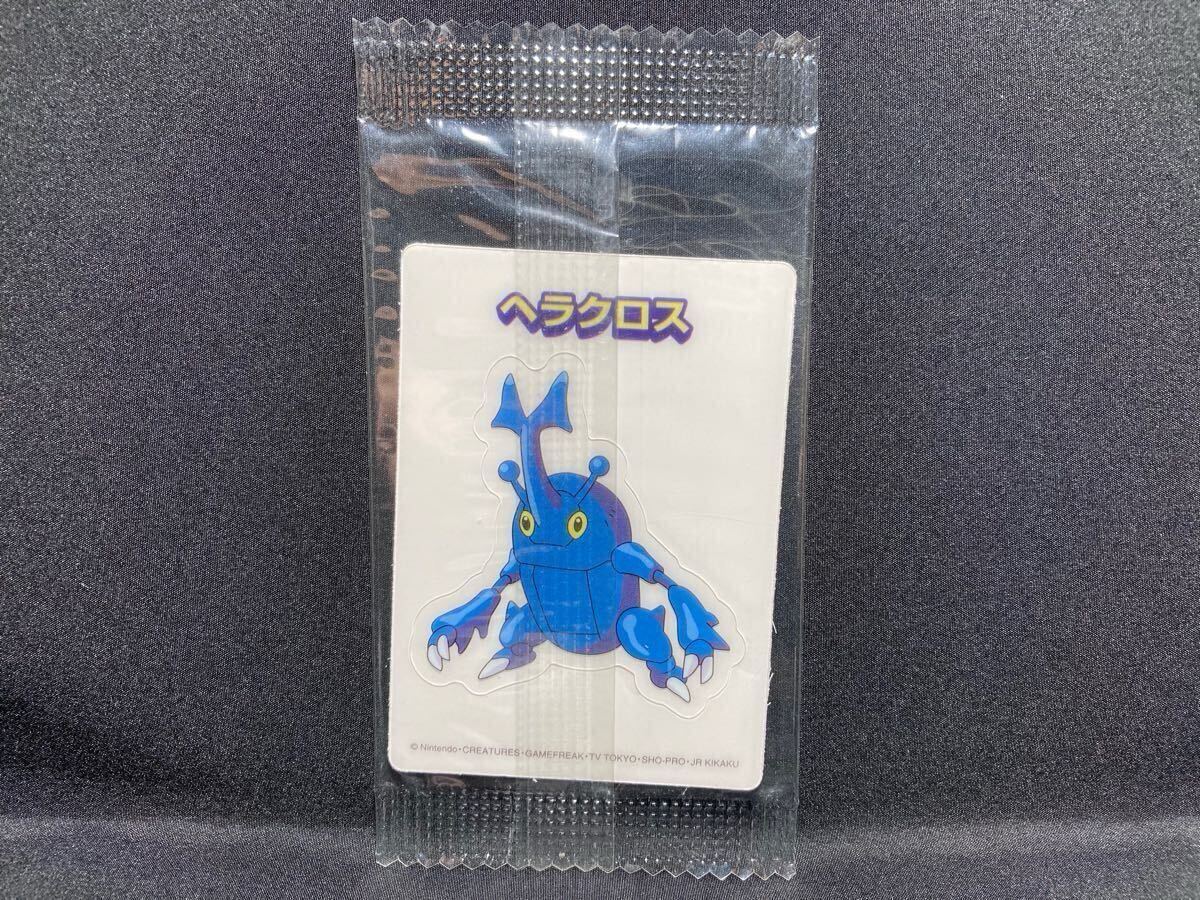 ヘラクロス
© Nintendo・CREATURES・GAMEFREAK・TV TOKYO・SHO-PRO・JR KIKAKU